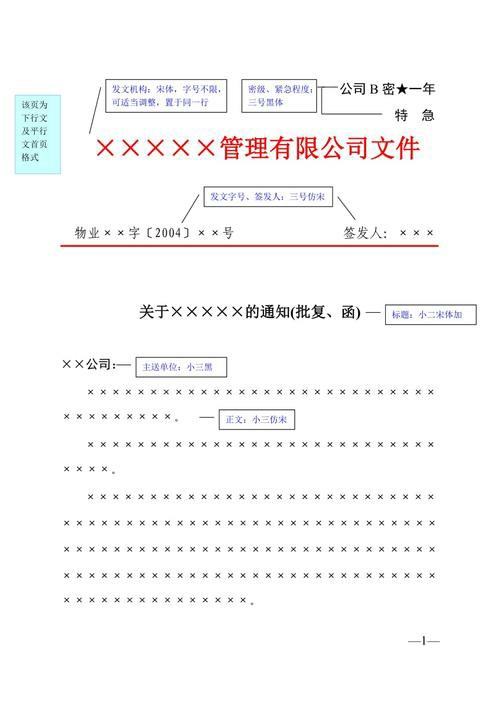 该页为
下行文
及平行
文首页
格式
发文机构：宋体，字号不限，
可适当调整，置于同一行
密级、紧急程度：
三号黑体
公司 B 密★一年
特 急
×××××管理有限公司文件
发文字号、签发人：三号仿宋
物业××字〔2004〕××号 签发人：×××
关于×××××的通知(批复、函)
标题：小二宋体加
××公司：
主送单位：小三黑
×××××××××××××××××××××××××××××
×××××××××。
正文：小三仿宋
×××××××××××××××××××××××××××××
××××。
×××××××××××××××××××××××××××××
×××××××××××××××××××××××××××××××
×××××××××××××××××××××××××××××××
×××××××××××××××××××××××××××××××
×××××××××××××××。
—1—